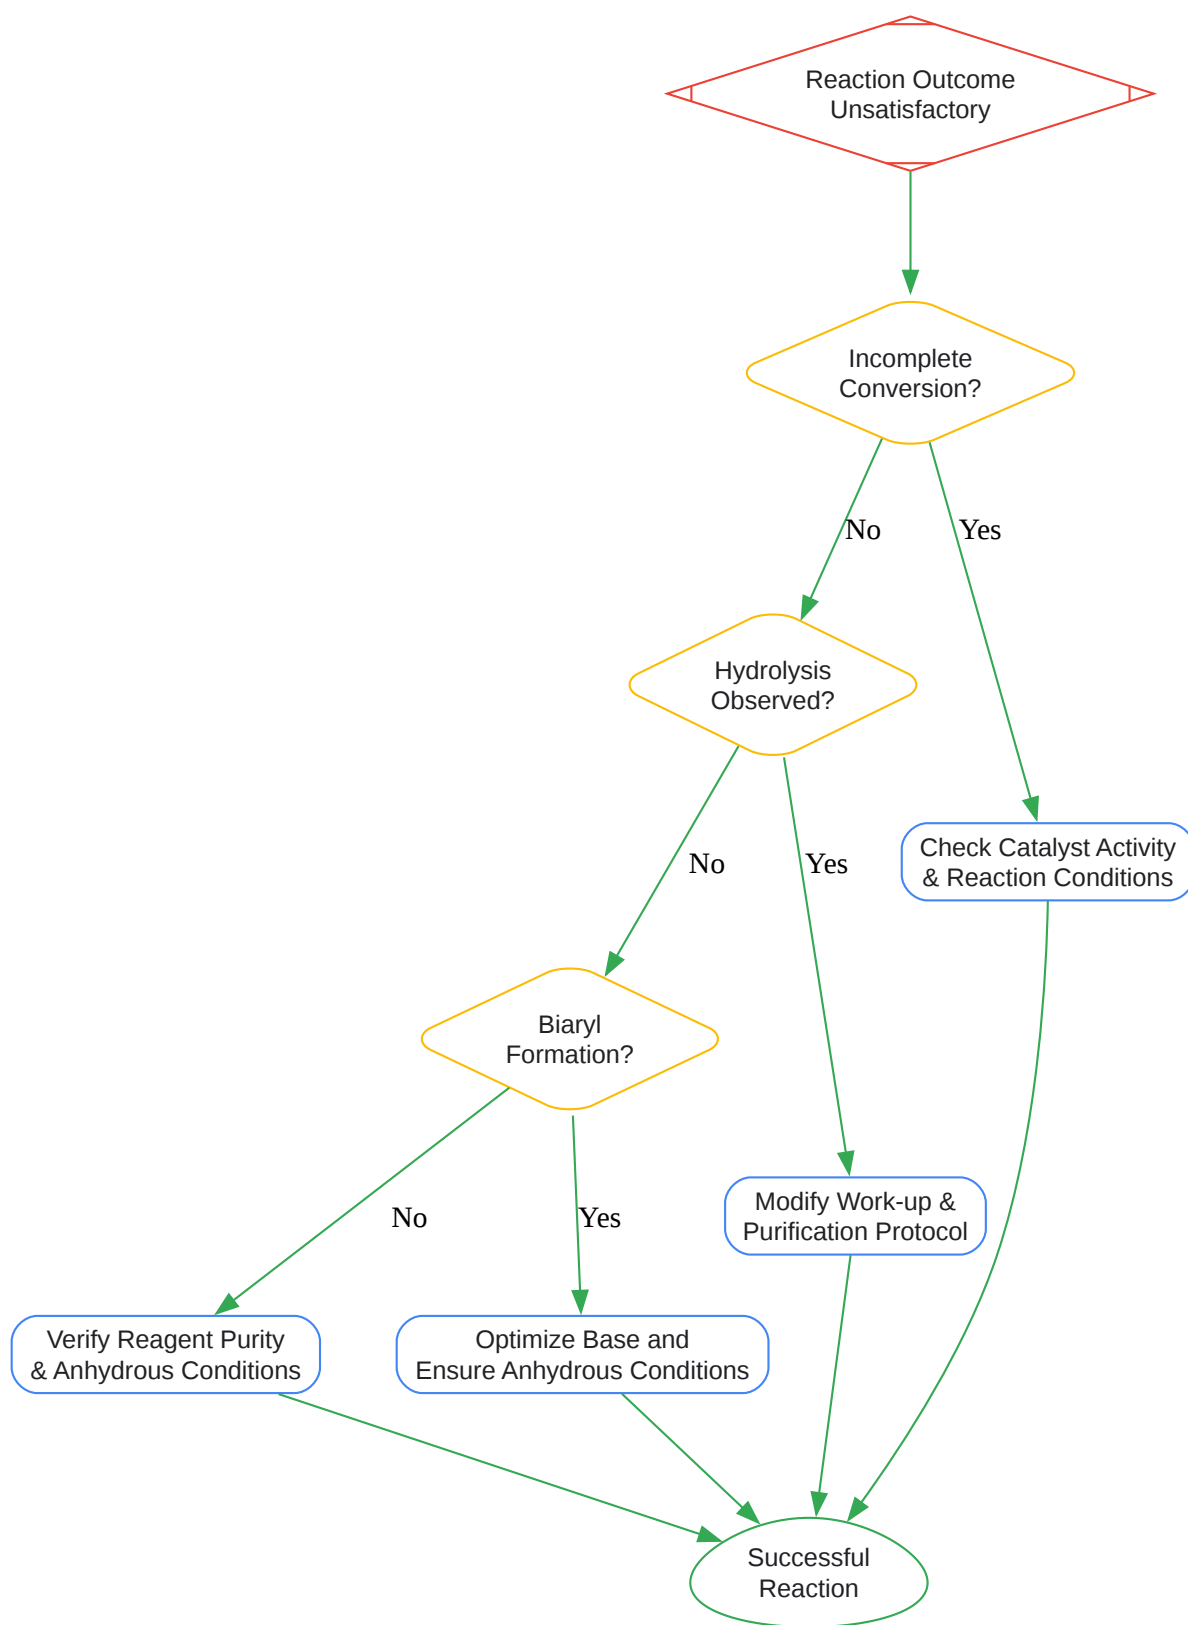 Reaction Outcome
Unsatisfactory
Incomplete
Conversion?
No
Yes
Hydrolysis
Observed?
No
Yes
Check Catalyst Activity
& Reaction Conditions
Biaryl
Formation?
No
Yes
Modify Work-up &
Purification Protocol
Verify Reagent Purity
& Anhydrous Conditions
Optimize Base and
Ensure Anhydrous Conditions
Successful
Reaction